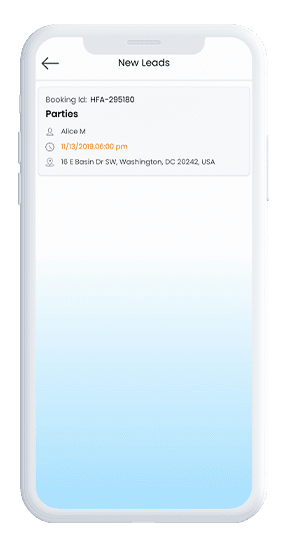 New Leads
Booking Id: HFA-295180
Parties
Alice M
11/13/2019,06:00 pm
16 E Basin Dr SW, Washington, DC 20242, USA